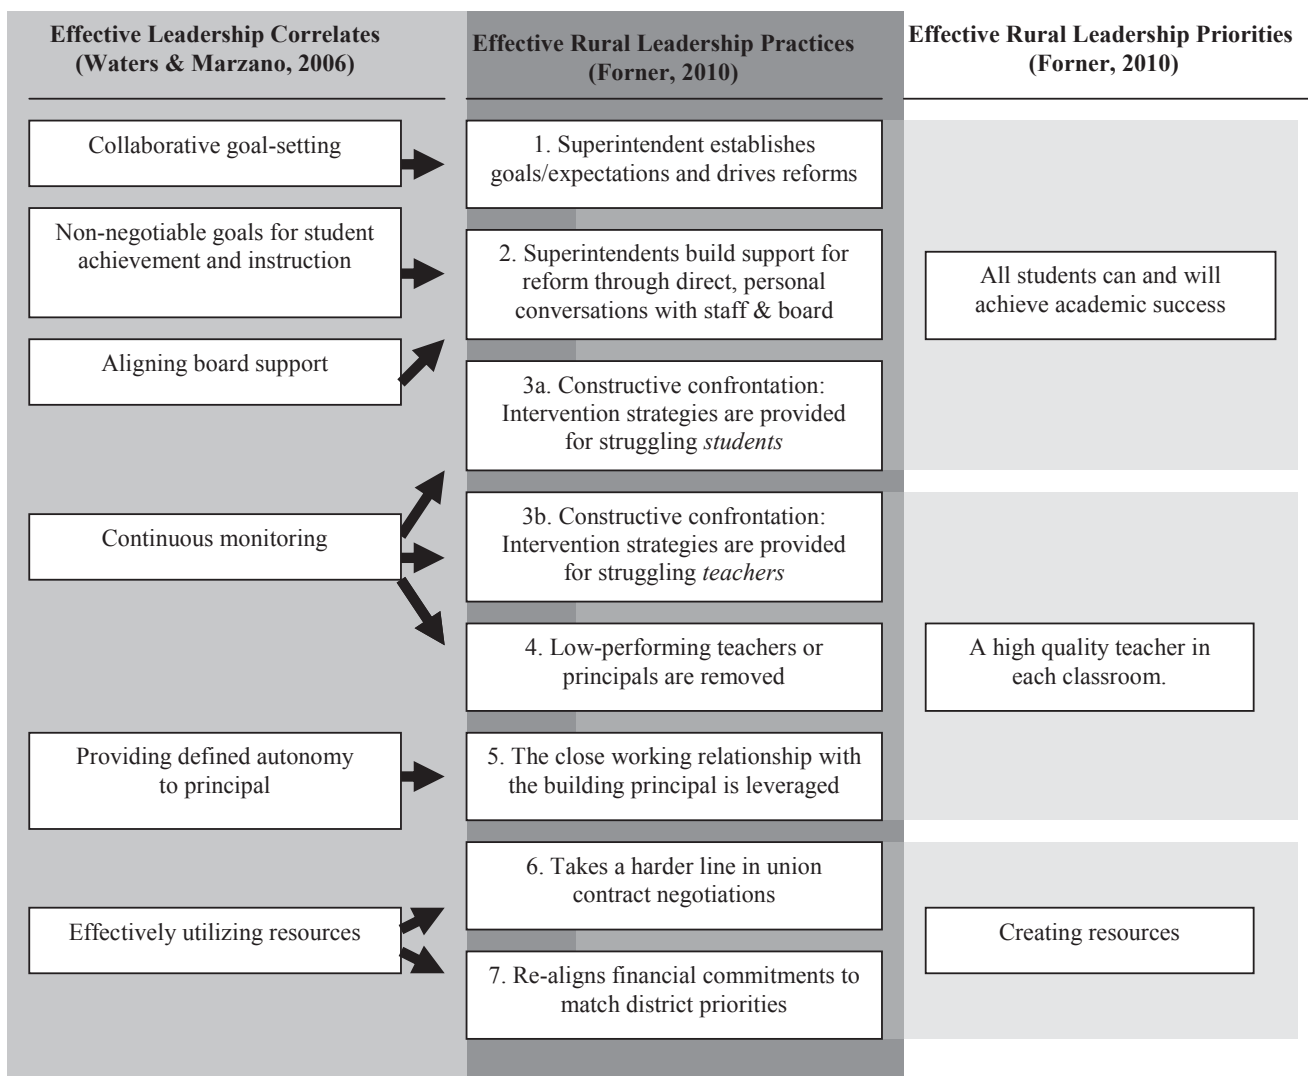 Effective Leadership Correlates
(Waters & Marzano, 2006)
Effective Rural Leadership Practices
(Forner, 2010)
Effective Rural Leadership Priorities
(Forner, 2010)
Collaborative goal-setting
Non-negotiable goals for student
achievement and instruction
Aligning board support
Continuous monitoring
Providing defined autonomy
to principal
Effectively utilizing resources
1. Superintendent establishes
goals/expectations and drives reforms
2. Superintendents build support for
reform through direct, personal
conversations with staff & board
3a. Constructive confrontation:
Intervention strategies are provided
for struggling students
3b. Constructive confrontation:
Intervention strategies are provided
for struggling teachers
4. Low-performing teachers or
principals are removed
5. The close working relationship with
the building principal is leveraged
6. Takes a harder line in union
contract negotiations
7. Re-aligns financial commitments to
match district priorities
All students can and will
achieve academic success
A high quality teacher in
each classroom.
Creating resources